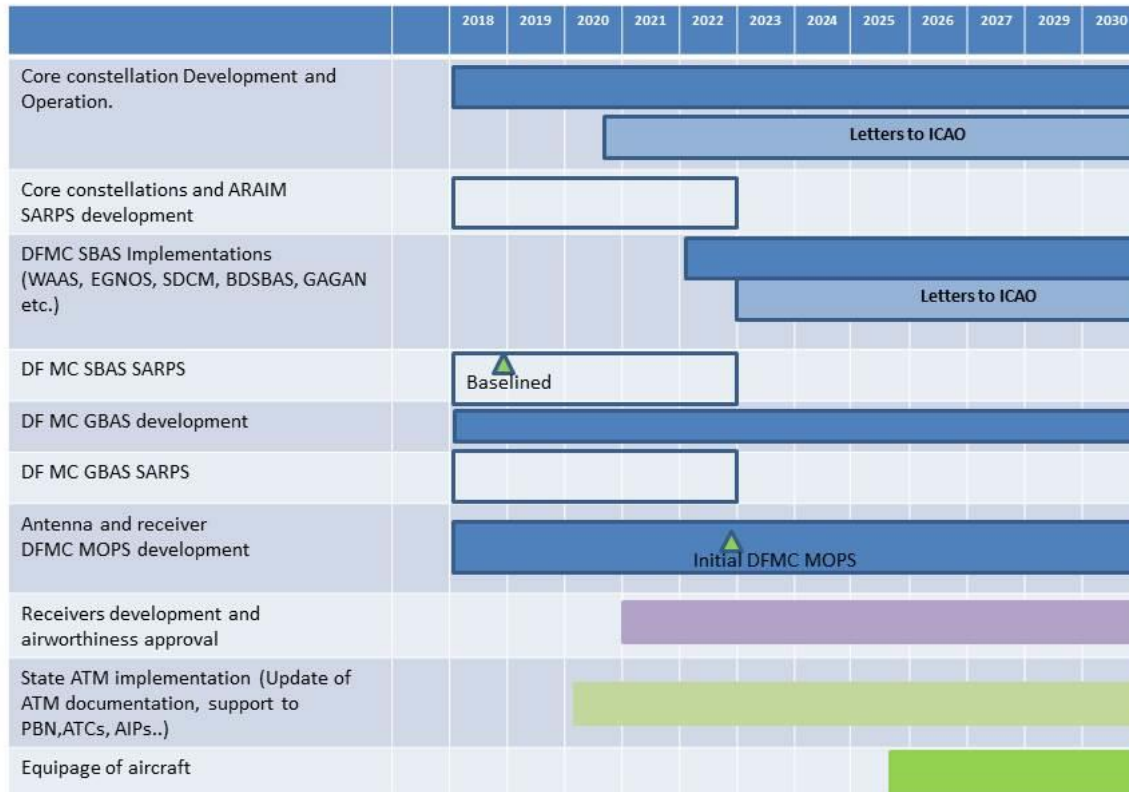 2018 2019 2020 2021 2022 2023 2024 2025 2026 2027 2029 2030
Core constellation Development and
Operation.
Letters to ICAO
Core constellations and ARAIM
SARPS development
DFMC SBAS Implementations
(WAAS, EGNOS, SDCM, BDSBAS, GAGAN
etc.)
Letters to ICAO
DF MC SBAS SARPS
Baselined
DF MC GBAS development
DF MC GBAS SARPS
Antenna and receiver
DFMC MOPS development
Initial DFMC MOPS
Receivers development and
airworthiness approval
State ATM implementation (Update of
ATM documentation, support to
PBN,ATCs, AIPs..)
Equipage of aircraft